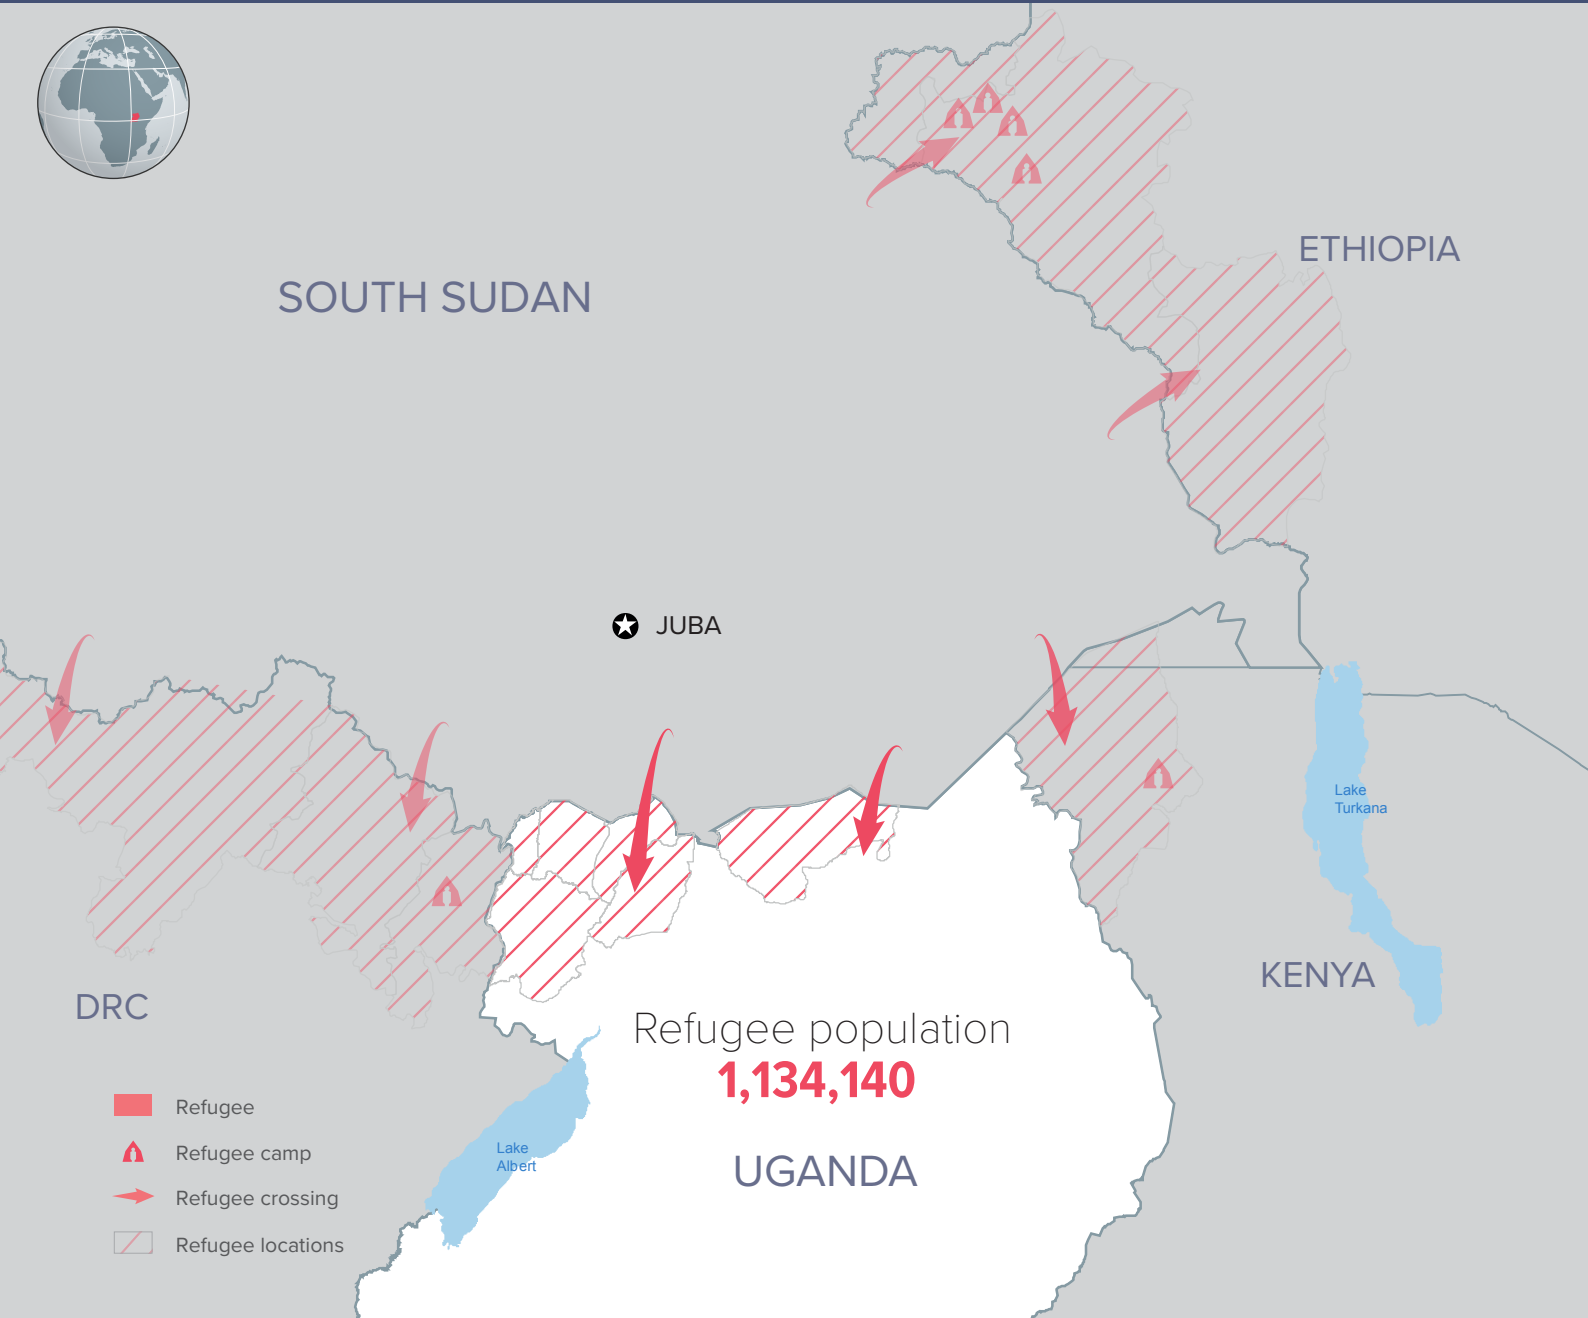 ETHIOPIA
SOUTH SUDAN
JUBA
Lake
Turkana
KENYA
DRC
Refugee population
1,134,140
Lake
Albert
UGANDA
Refugee
Refugee camp
Refugee crossing
Refugee locations